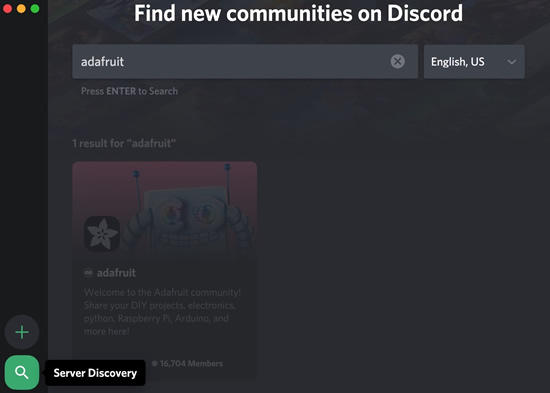 Find new communities on Discord
adafruit
English, US
Press ENTER to Search
1 result for "adafruit"
adafruit
Welcome to the Adafruit community!
Share your DIY projects, electronics,
python, Raspberry Pi, Arduino, and
more here!
16,704 Members
Server Discovery